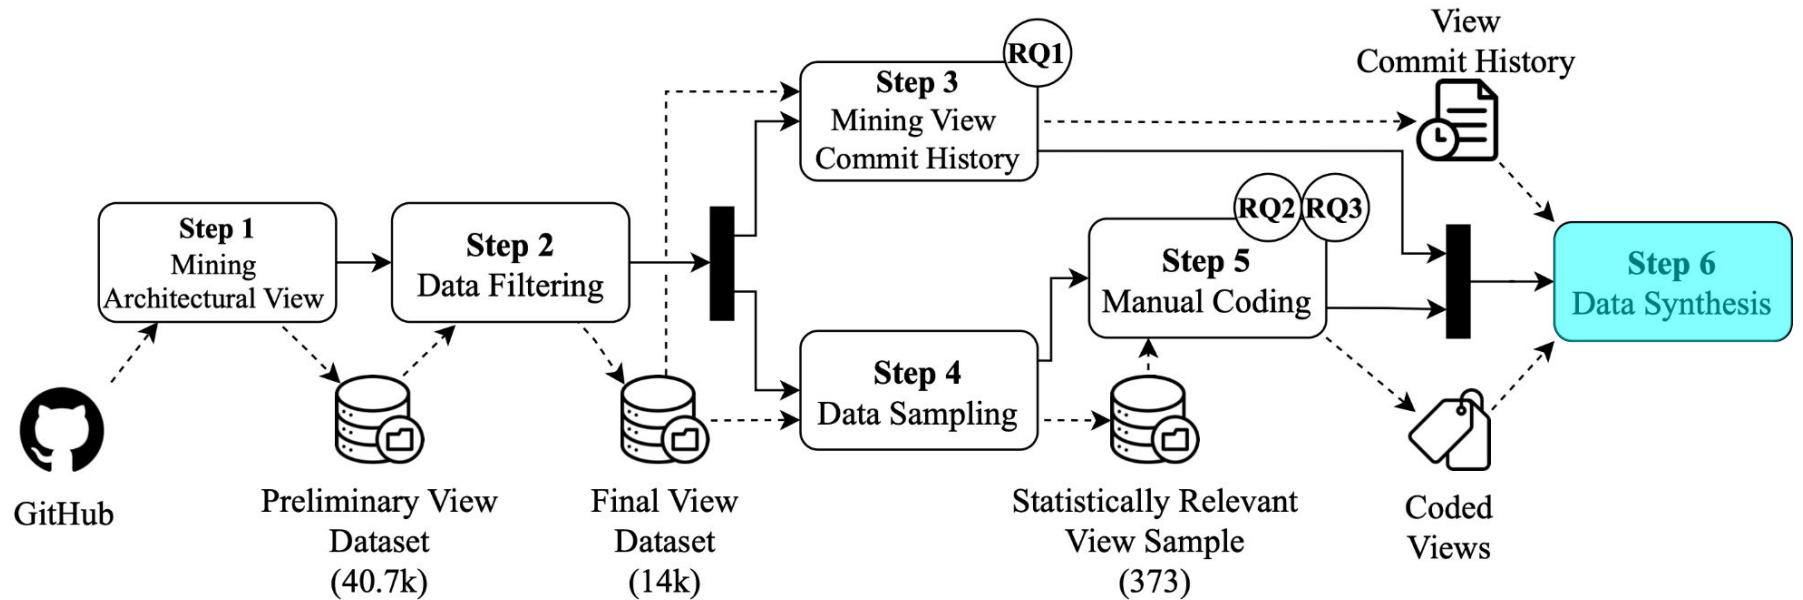 View
Commit History
RQ1
Step 3
Mining View
Commit History
RQ2
RQ3
Step 1
Mining
Architectural View
Step 2
Data Filtering
Step 5
Manual Coding
Step 6
Data Synthesis
Step 4
Data Sampling
GitHub
Preliminary View
Dataset
(40.7k)
Final View
Dataset
(14k)
Statistically Relevant
View Sample
(373)
Coded
Views